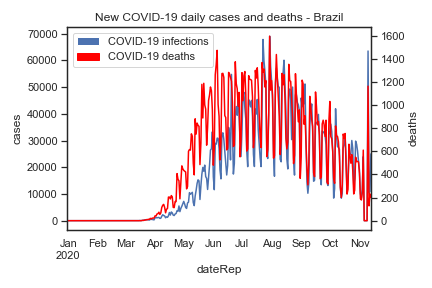 New COVID-19 daily cases and deaths - Brazil
COVID-19 infections
COVID-19 deaths
70000
60000
50000
40000
30000
20000
10000
0
cases
1600
1400
1200
1000
800
600
400
200
0
deaths
Jan Feb Mar Apr May Jun Jul Aug Sep Oct Nov
2020
dateRep